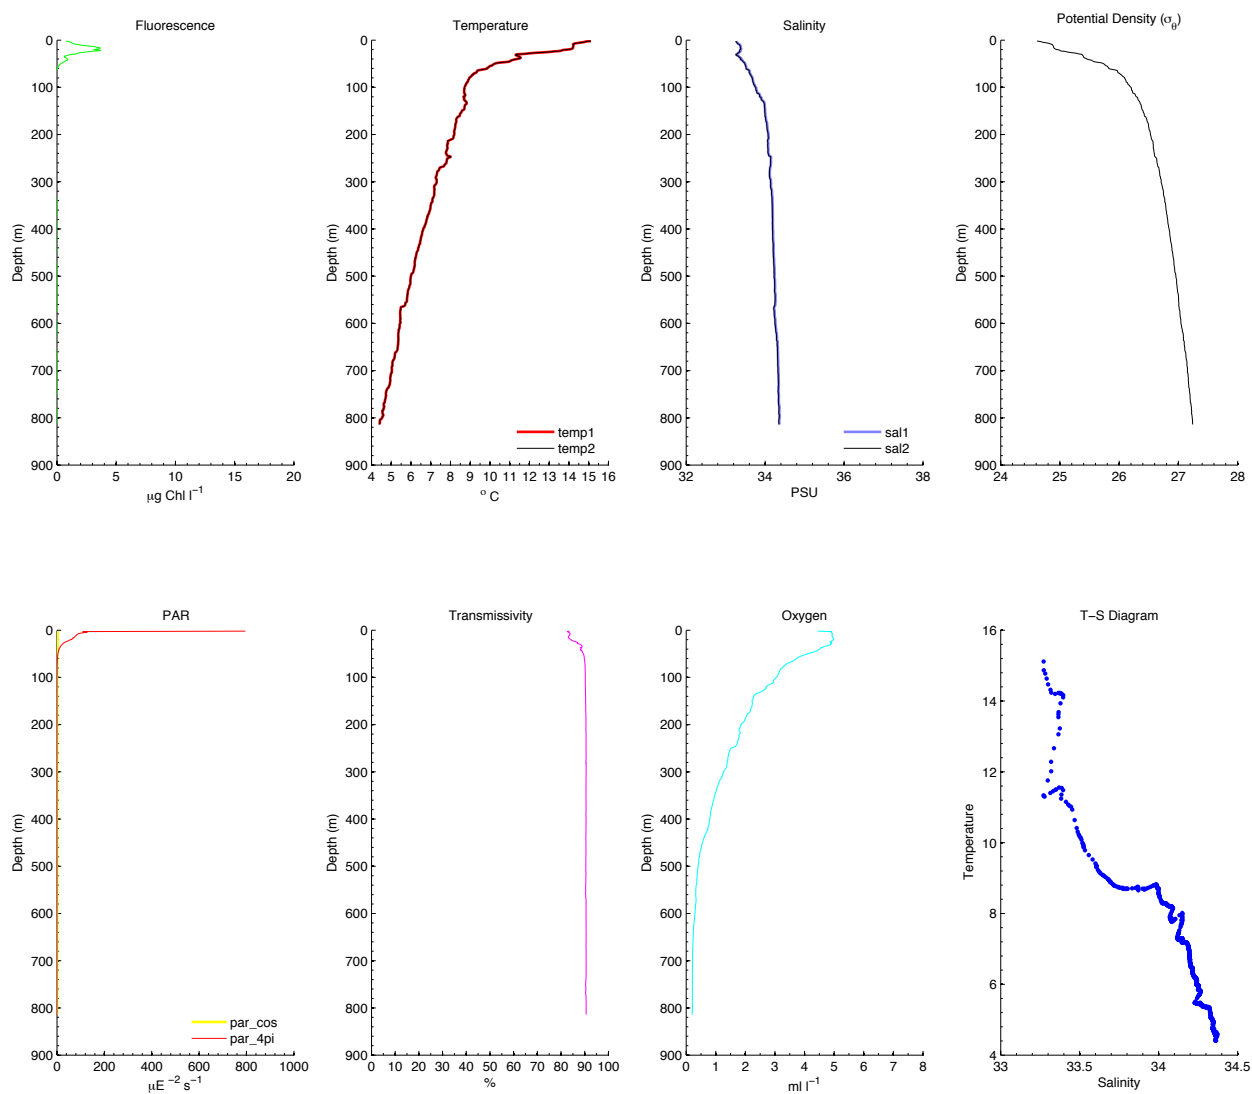 Fluorescence
0
100
200
300
400
500
600
700
800
900
Depth (m)
0 5 10 15 20
μg Chl l⁻¹
Temperature
0
100
200
300
400
500
600
700
800
900
Depth (m)
temp1
temp2
4 5 6 7 8 9 10 11 12 13 14 15 16
° C
Salinity
0
100
200
300
400
500
600
700
800
900
Depth (m)
sal1
sal2
32 34 36 38
PSU
Potential Density (σ_θ)
0
100
200
300
400
500
600
700
800
900
Depth (m)
24 25 26 27 28
PAR
0
100
200
300
400
500
600
700
800
900
Depth (m)
par_cos
par_4pi
0 200 400 600 800 1000
μE ⁻² s⁻¹
Transmissivity
0
100
200
300
400
500
600
700
800
900
Depth (m)
0 10 20 30 40 50 60 70 80 90 100
%
Oxygen
0
100
200
300
400
500
600
700
800
900
Depth (m)
0 1 2 3 4 5 6 7 8
ml l⁻¹
T−S Diagram
16
14
12
10
8
6
4
Temperature
33 33.5 34 34.5
Salinity